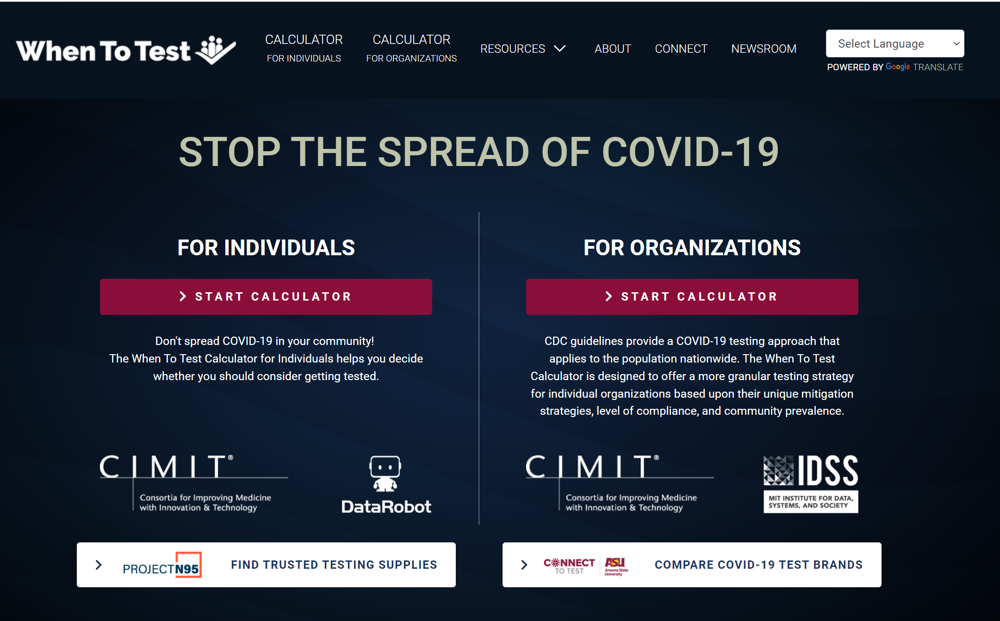 When To Test
CALCULATOR
FOR INDIVIDUALS
CALCULATOR
FOR ORGANIZATIONS
RESOURCES
ABOUT
CONNECT
NEWSROOM
Select Language
POWERED BY Google TRANSLATE
STOP THE SPREAD OF COVID-19
FOR INDIVIDUALS
START CALCULATOR
Don't spread COVID-19 in your community!
The When To Test Calculator for Individuals helps you decide
whether you should consider getting tested.
CIMIT®
Consortia for Improving Medicine
with Innovation & Technology
DataRobot
FOR ORGANIZATIONS
START CALCULATOR
CDC guidelines provide a COVID-19 testing approach that
applies to the population nationwide. The When To Test
Calculator is designed to offer a more granular testing strategy
for individual organizations based upon their unique mitigation
strategies, level of compliance, and community prevalence.
CIMIT®
Consortia for Improving Medicine
with Innovation & Technology
IDSS
MIT INSTITUTE FOR DATA,
SYSTEMS, AND SOCIETY
PROJECTN95
FIND TRUSTED TESTING SUPPLIES
CONNECT
TO TEST
ASU
Arizona State
University
COMPARE COVID-19 TEST BRANDS